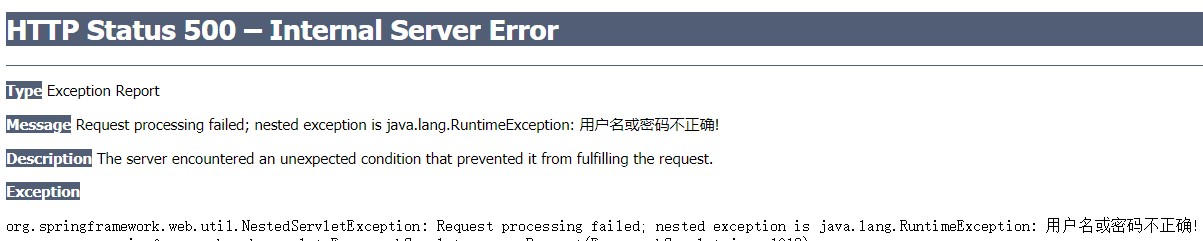 HTTP Status 500 – Internal Server Error
Type Exception Report
Message Request processing failed; nested exception is java.lang.RuntimeException: 用户名或密码不正确!
Description The server encountered an unexpected condition that prevented it from fulfilling the request.
Exception
org.springframework.web.util.NestedServletException: Request processing failed; nested exception is java.lang.RuntimeException: 用户名或密码不正确!